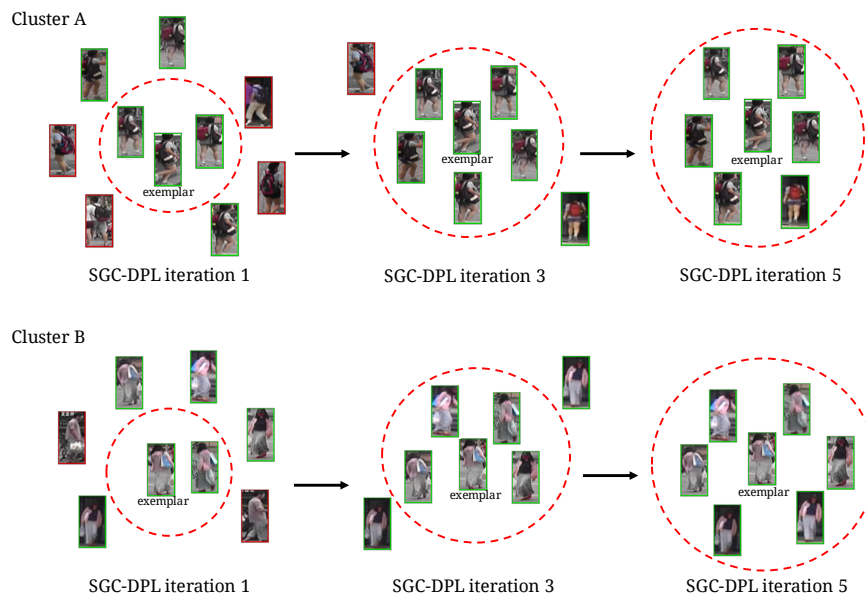 Cluster A
exemplar
exemplar
exemplar
SGC-DPL iteration 1
SGC-DPL iteration 3
SGC-DPL iteration 5
Cluster B
exemplar
exemplar
exemplar
SGC-DPL iteration 1
SGC-DPL iteration 3
SGC-DPL iteration 5